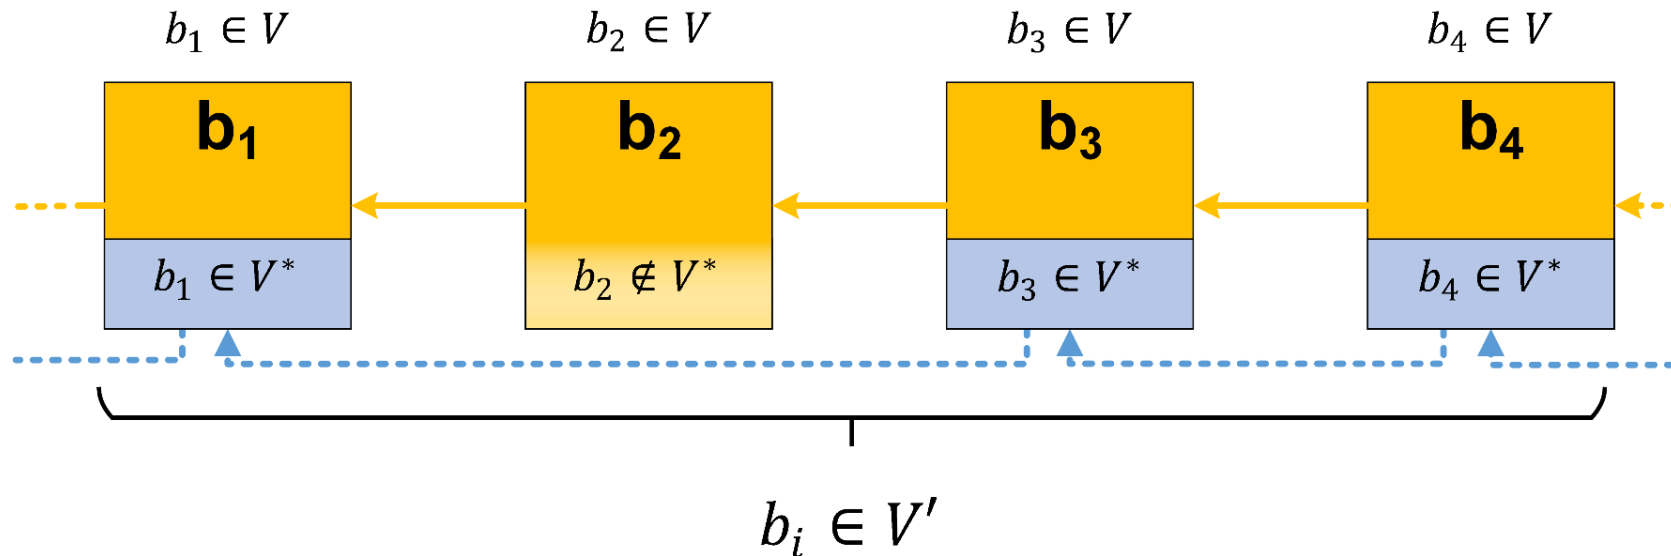 b₁ ∈ V b₂ ∈ V b₃ ∈ V b₄ ∈ V
b₁ b₂ b₃ b₄
b₁ ∈ V* b₂ ∉ V* b₃ ∈ V* b₄ ∈ V*
bᵢ ∈ V′